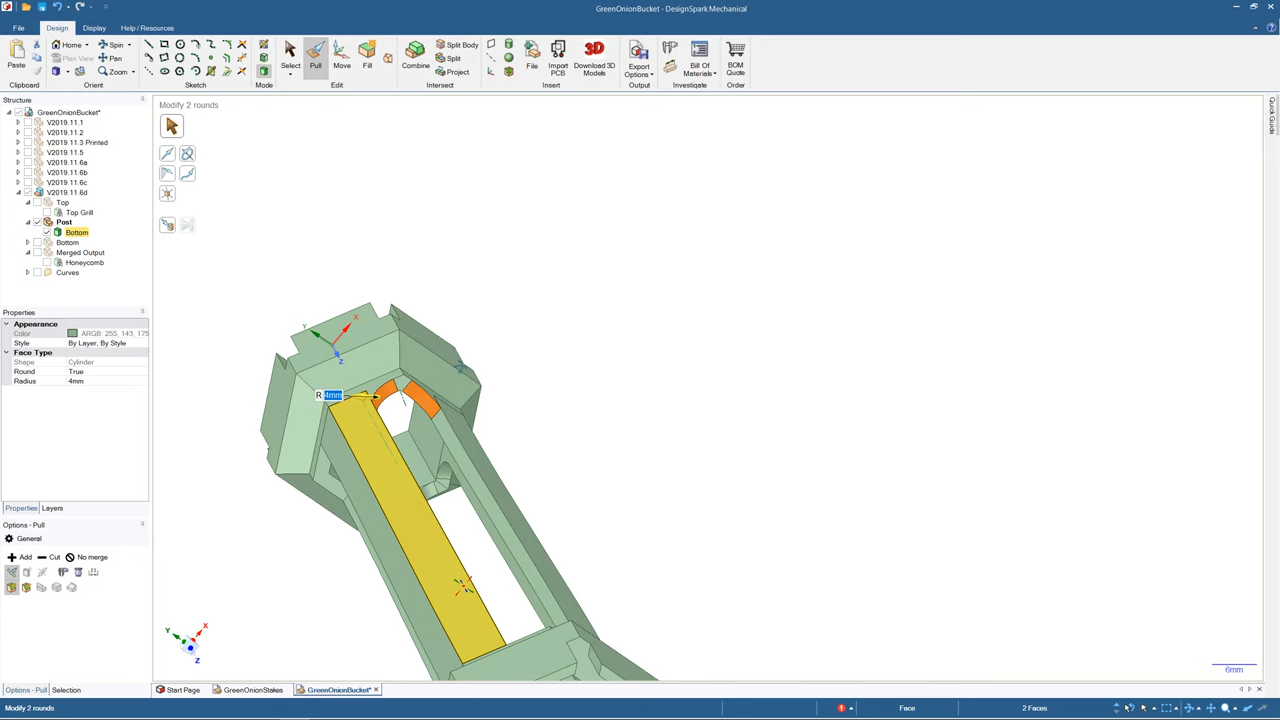 GreenOnionBucket - DesignSpark Mechanical
File
Design
Display
Help / Resources
Paste
Clipboard
Home
Plan View
Spin
Pan
Zoom
Orient
Sketch
Mode
Select
Pull
Move
Fill
Edit
Combine
Split Body
Split
Project
Intersect
File
Import PCB
3D
Download 3D Models
Insert
Export Options
Output
Bill Of Materials
Investigate
BOM Quote
Order
Structure
GreenOnionBucket*
V2019.11.1
V2019.11.2
V2019.11.3 Printed
V2019.11.5
V2019.11.6a
V2019.11.6b
V2019.11.6c
V2019.11.6d
Top
Top Grill
Post
Bottom
Bottom
Merged Output
Honeycomb
Curves
Properties
Appearance
Color ARGB: 255, 143, 175
Style By Layer, By Style
Face Type
Shape Cylinder
Round True
Radius 4mm
Properties Layers
Options - Pull
General
Add Cut No merge
Options - Pull Selection
Modify 2 rounds
Quick Guide
X
Y
Z
R 4mm
Y
X
Z
6mm
Start Page
GreenOnionStakes
GreenOnionBucket*
Modify 2 rounds
Face
2 Faces